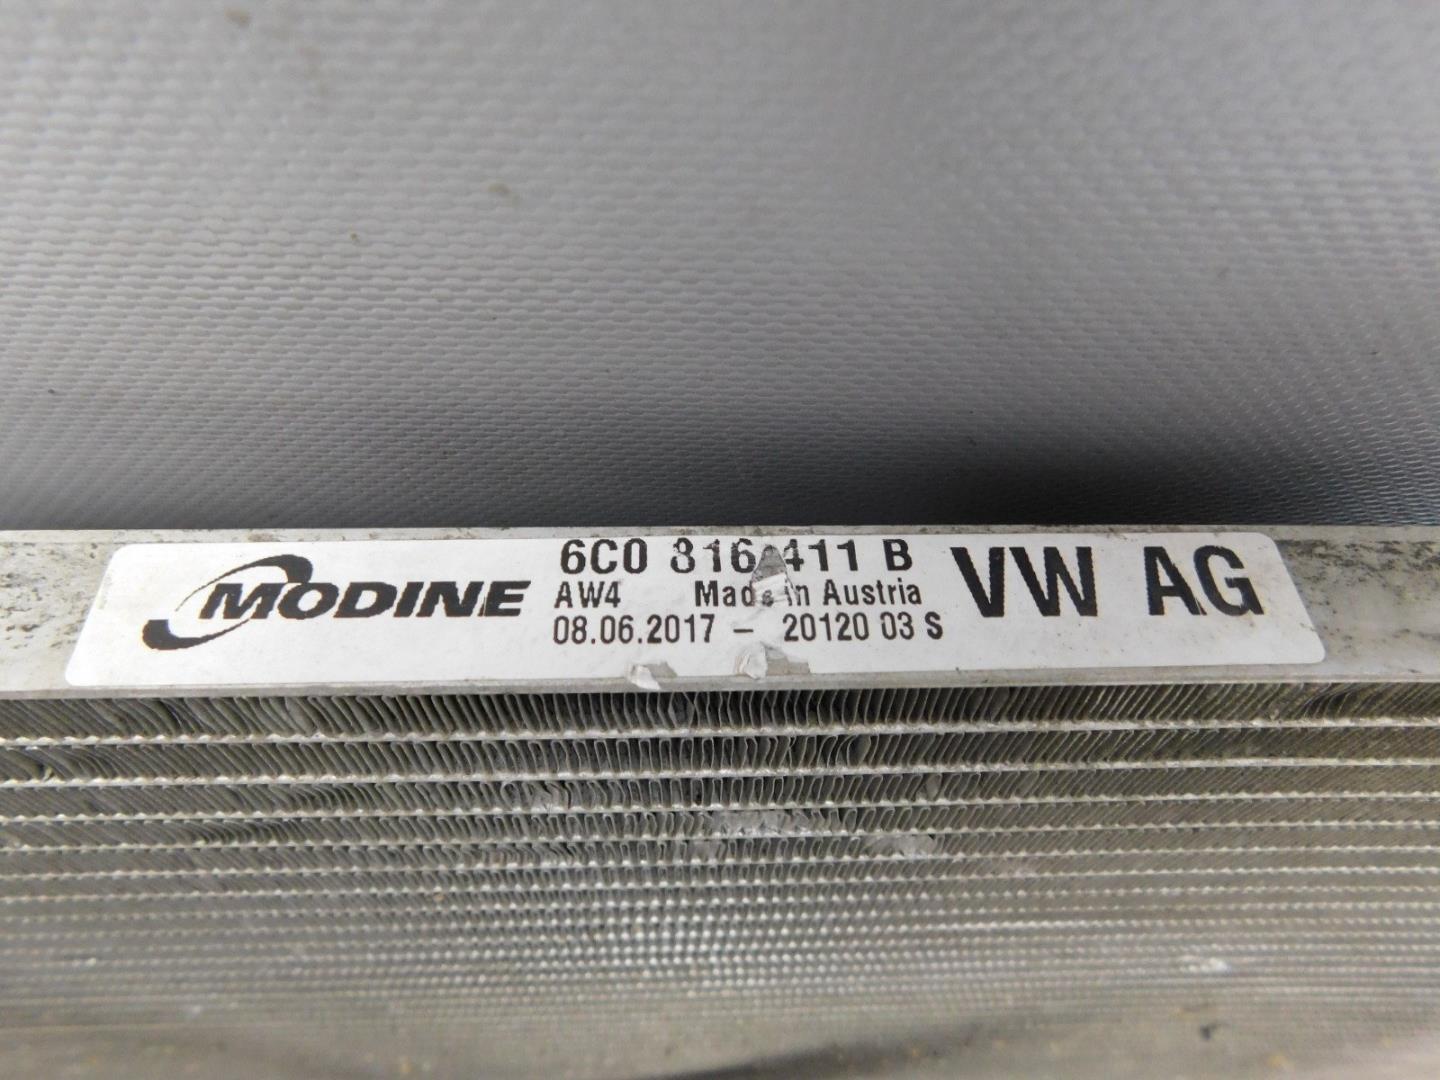 MODINE
6C0 816 411 B
AW4 Made in Austria
08.06.2017 – 20120 03 S
VW AG